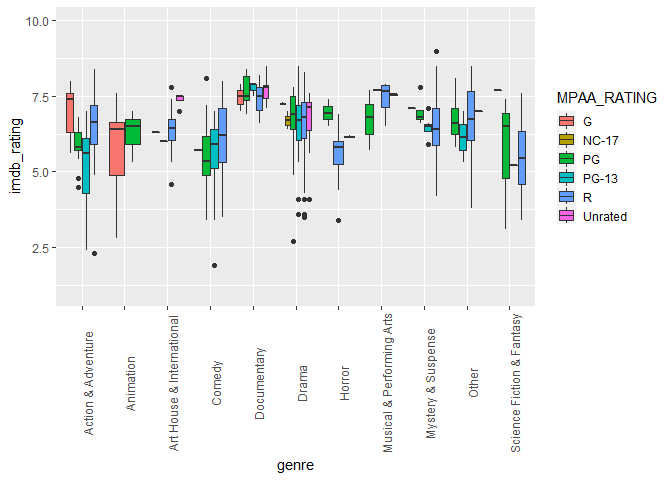 10.0
7.5
5.0
2.5
imdb_rating
Action & Adventure
Animation
Art House & International
Comedy
Documentary
Drama
Horror
Musical & Performing Arts
Mystery & Suspense
Other
Science Fiction & Fantasy
genre
MPAA_RATING
G
NC-17
PG
PG-13
R
Unrated